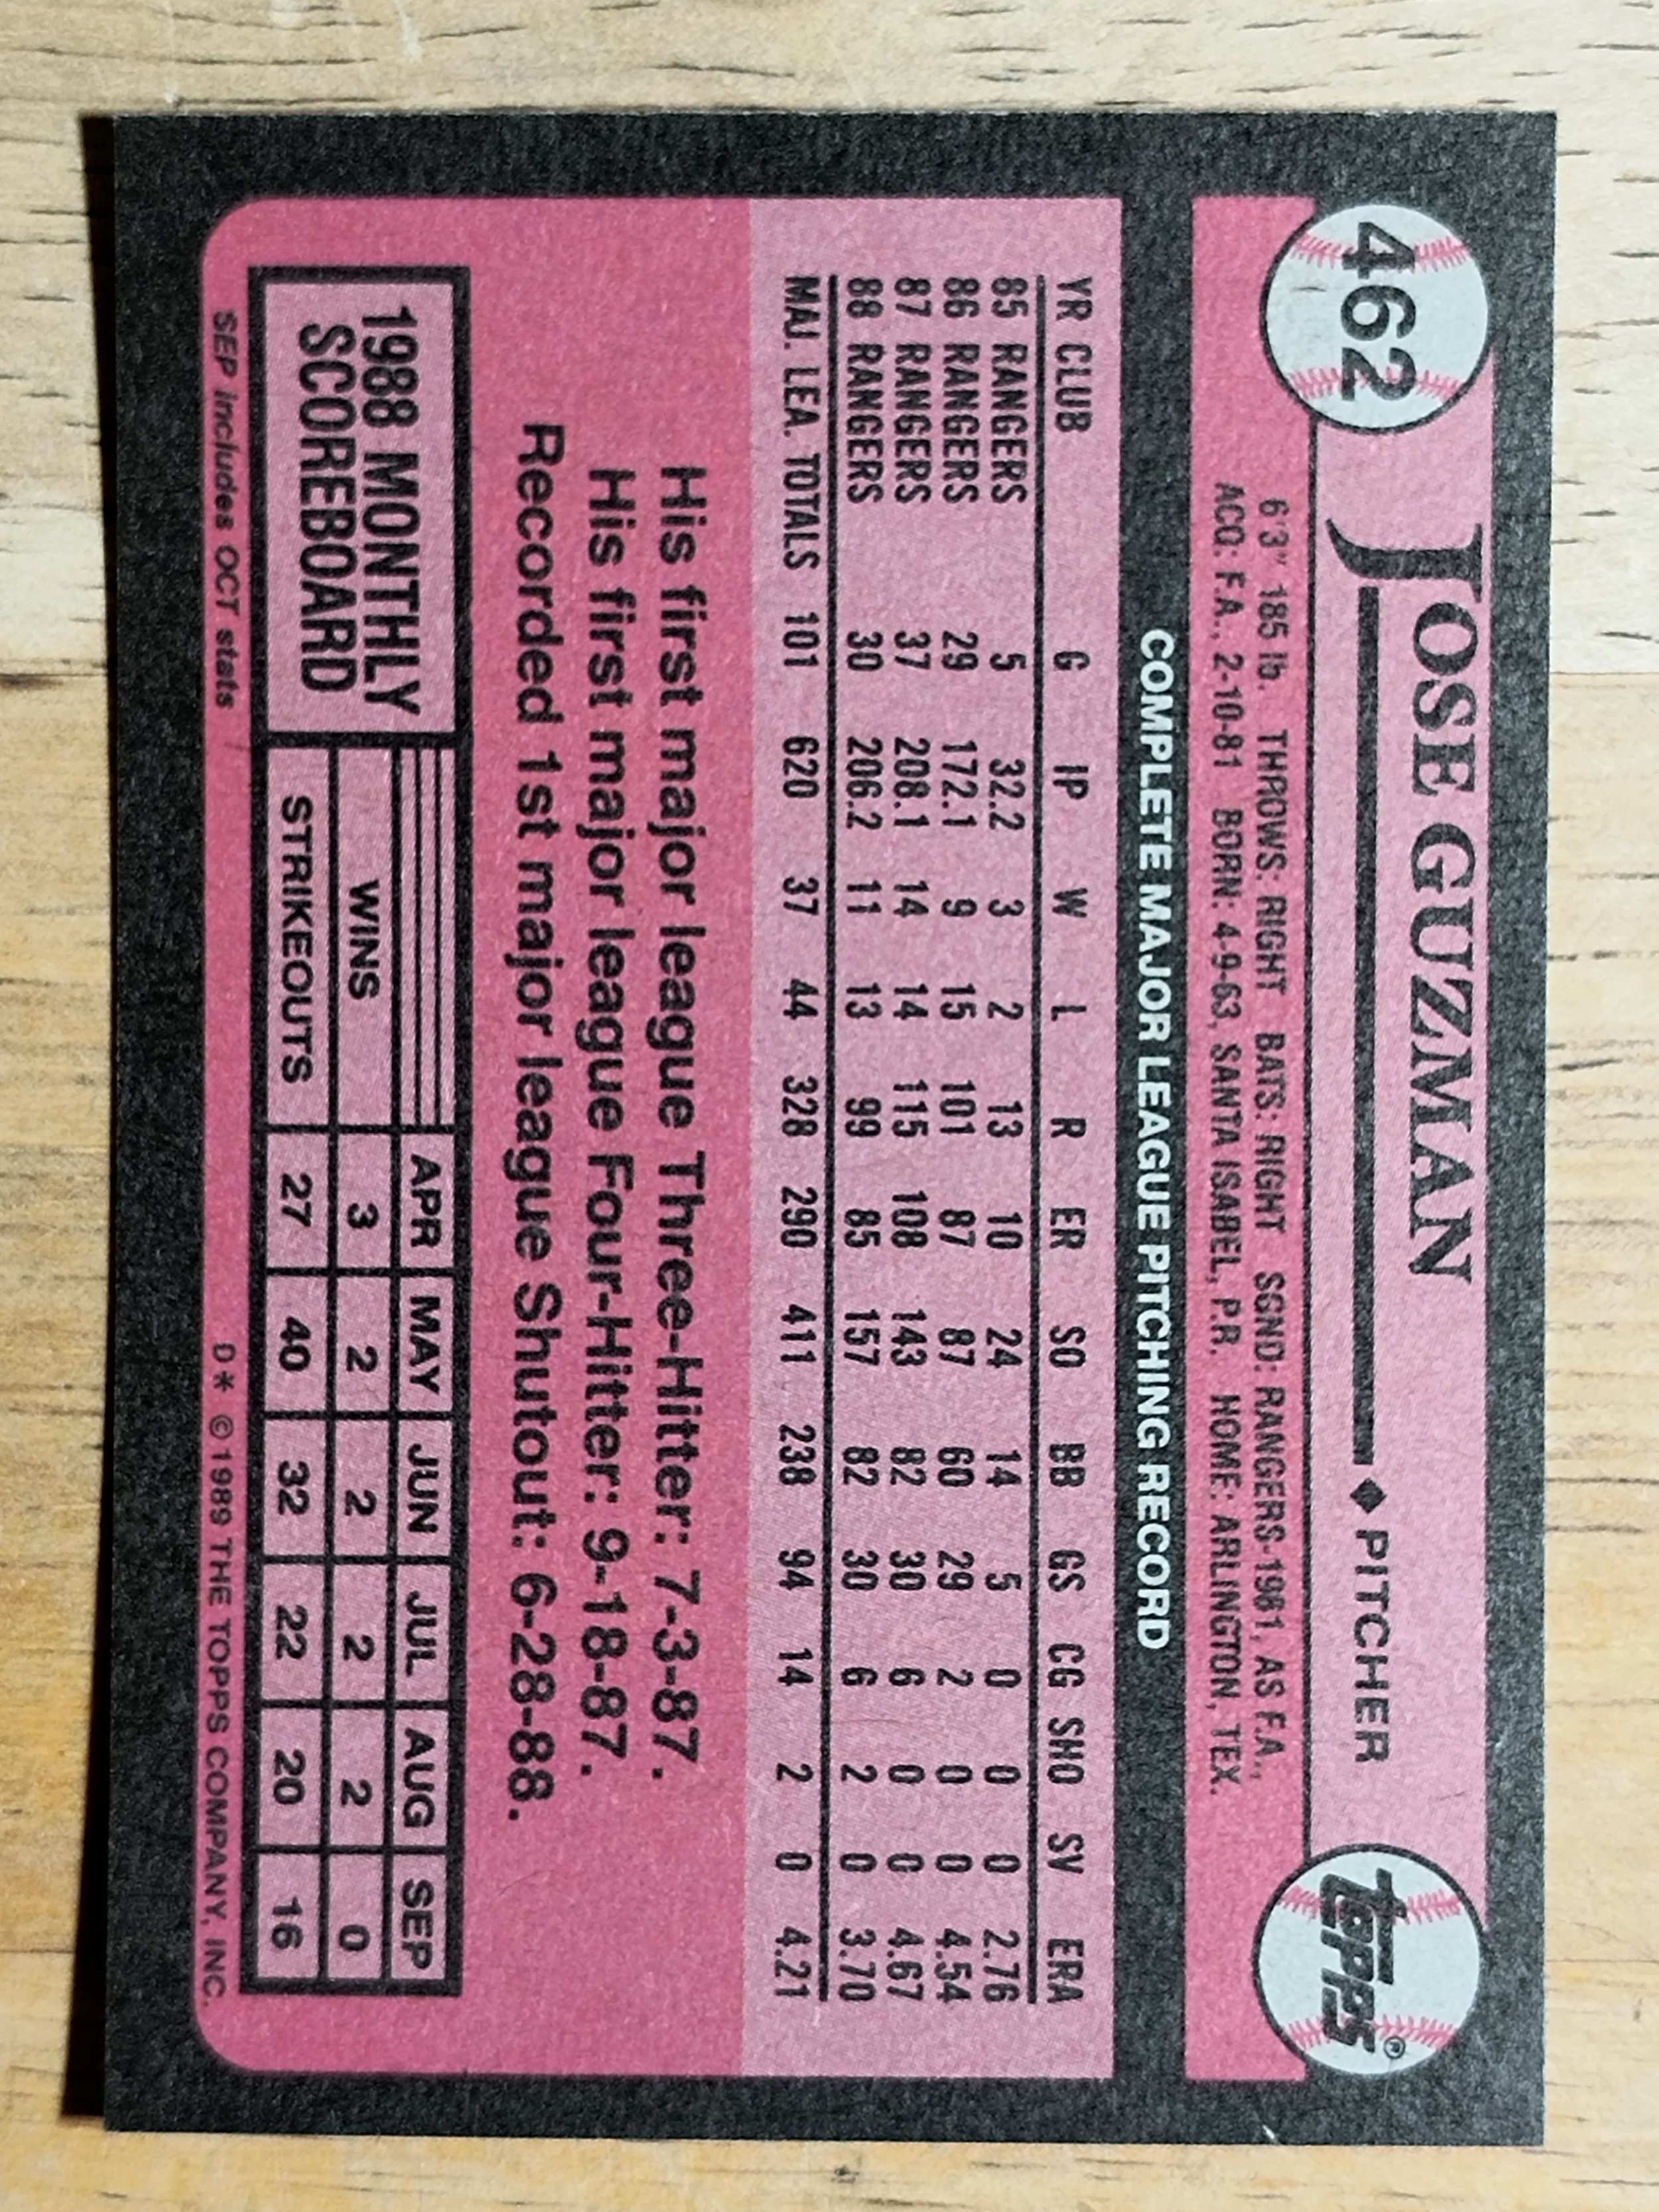 462
JOSE GUZMAN
◆ PITCHER
topps®
6'3" 185 lb. THROWS: RIGHT BATS: RIGHT SGND: RANGERS-1981, AS F.A.,
ACQ: F.A., 2-10-81 BORN: 4-9-63, SANTA ISABEL, P.R. HOME: ARLINGTON, TEX.
COMPLETE MAJOR LEAGUE PITCHING RECORD
YR CLUB G IP W L R ER SO BB GS CG SHO SV ERA
85 RANGERS 5 32.2 3 2 13 10 24 14 5 0 0 0 2.76
86 RANGERS 29 172.1 9 15 101 87 87 60 29 2 0 0 4.54
87 RANGERS 37 208.1 14 14 115 108 143 82 30 6 0 0 4.67
88 RANGERS 30 206.2 11 13 99 85 157 82 30 6 2 0 3.70
MAJ. LEA. TOTALS 101 620 37 44 328 290 411 238 94 14 2 0 4.21
His first major league Three-Hitter: 7-3-87.
His first major league Four-Hitter: 9-18-87.
Recorded 1st major league Shutout: 6-28-88.
1988 MONTHLY
SCOREBOARD
APR MAY JUN JUL AUG SEP
WINS 3 2 2 2 2 0
STRIKEOUTS 27 40 32 22 20 16
SEP includes OCT stats
D* © 1989 THE TOPPS COMPANY, INC.